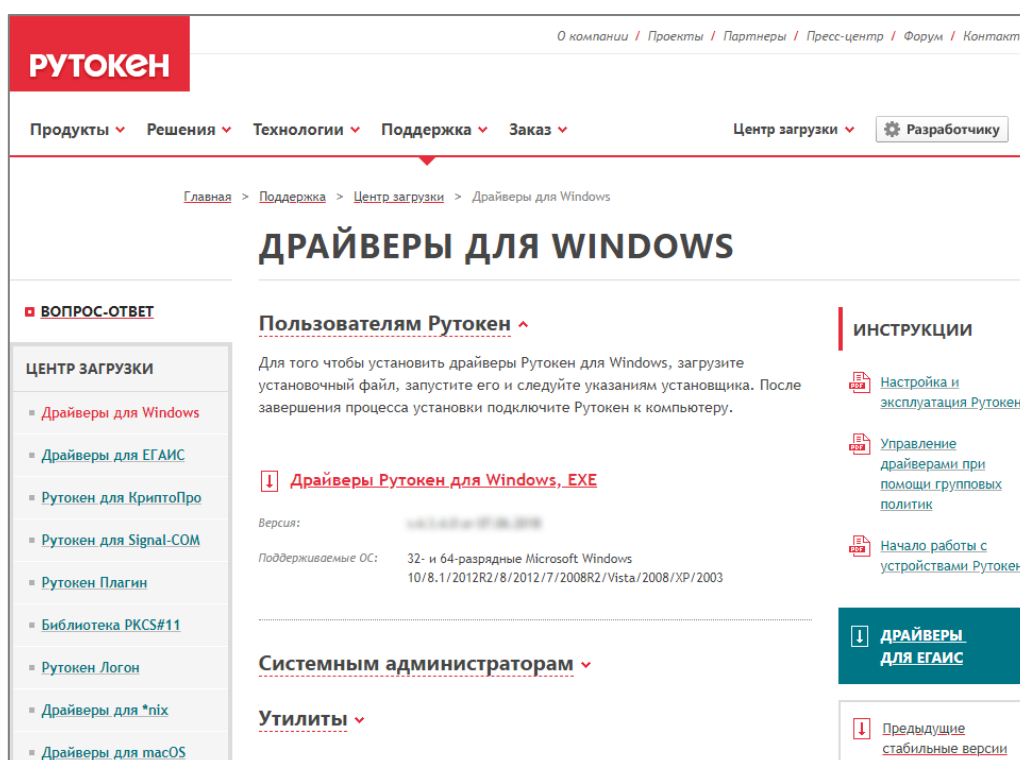 О компании / Проекты / Партнеры / Пресс-центр / Форум / Контакт
РУТОКЕН
Продукты Решения Технологии Поддержка Заказ Центр загрузки Разработчику
Главная > Поддержка > Центр загрузки > Драйверы для Windows
ДРАЙВЕРЫ ДЛЯ WINDOWS
ВОПРОС-ОТВЕТ
ЦЕНТР ЗАГРУЗКИ
Драйверы для Windows
Драйверы для ЕГАИС
Рутокен для КриптоПро
Рутокен для Signal-COM
Рутокен Плагин
Библиотека PKCS#11
Рутокен Логон
Драйверы для *nix
Драйверы для macOS
Пользователям Рутокен
Для того чтобы установить драйверы Рутокен для Windows, загрузите
установочный файл, запустите его и следуйте указаниям установщика. После
завершения процесса установки подключите Рутокен к компьютеру.
Драйверы Рутокен для Windows, EXE
Версия:
Поддерживаемые ОС: 32- и 64-разрядные Microsoft Windows
10/8.1/2012R2/8/2012/7/2008R2/Vista/2008/XP/2003
Системным администраторам
Утилиты
ИНСТРУКЦИИ
PDF Настройка и
эксплуатация Рутокен
PDF Управление
драйверами при
помощи групповых
политик
PDF Начало работы с
устройствами Рутокен
ДРАЙВЕРЫ
ДЛЯ ЕГАИС
Предыдущие
стабильные версии